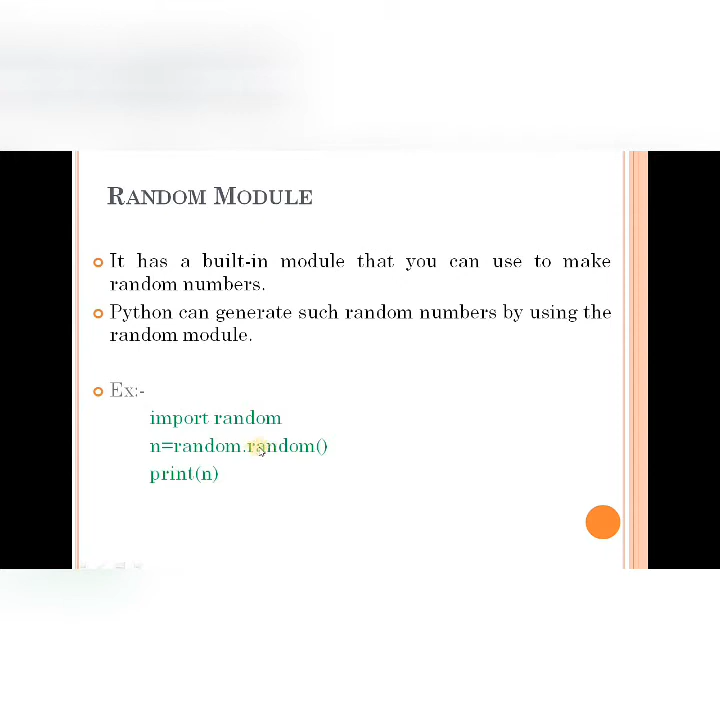 RANDOM MODULE
It has a built-in module that you can use to make
random numbers.
Python can generate such random numbers by using the
random module.
Ex:-
import random
n=random.random()
print(n)